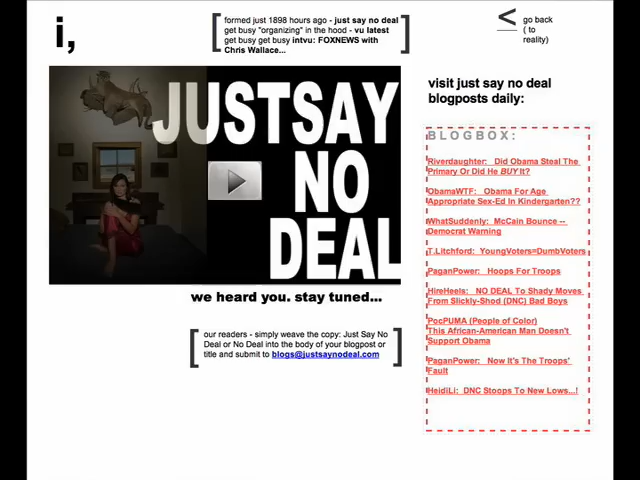 i,
formed just 1898 hours ago - just say no deal
get busy "organizing" in the hood - vu latest
get busy get busy intvu: FOXNEWS with
Chris Wallace...
<
go back
( to
reality)
JUSTSAY
NO
DEAL
we heard you. stay tuned...
our readers - simply weave the copy: Just Say No
Deal or No Deal into the body of your blogpost or
title and submit to blogs@justsaynodeal.com
visit just say no deal
blogposts daily:
BLOGBOX:
Riverdaughter: Did Obama Steal The
Primary Or Did He BUY It?
ObamaWTF: Obama For Age
Appropriate Sex-Ed In Kindergarten??
WhatSuddenly: McCain Bounce --
Democrat Warning
T.Litchford: YoungVoters=DumbVoters
PaganPower: Hoops For Troops
HireHeels: NO DEAL To Shady Moves
From Slickly-Shod (DNC) Bad Boys
PocPUMA (People of Color)
This African-American Man Doesn't
Support Obama
PaganPower: Now It's The Troops'
Fault
HeidiLi: DNC Stoops To New Lows...!